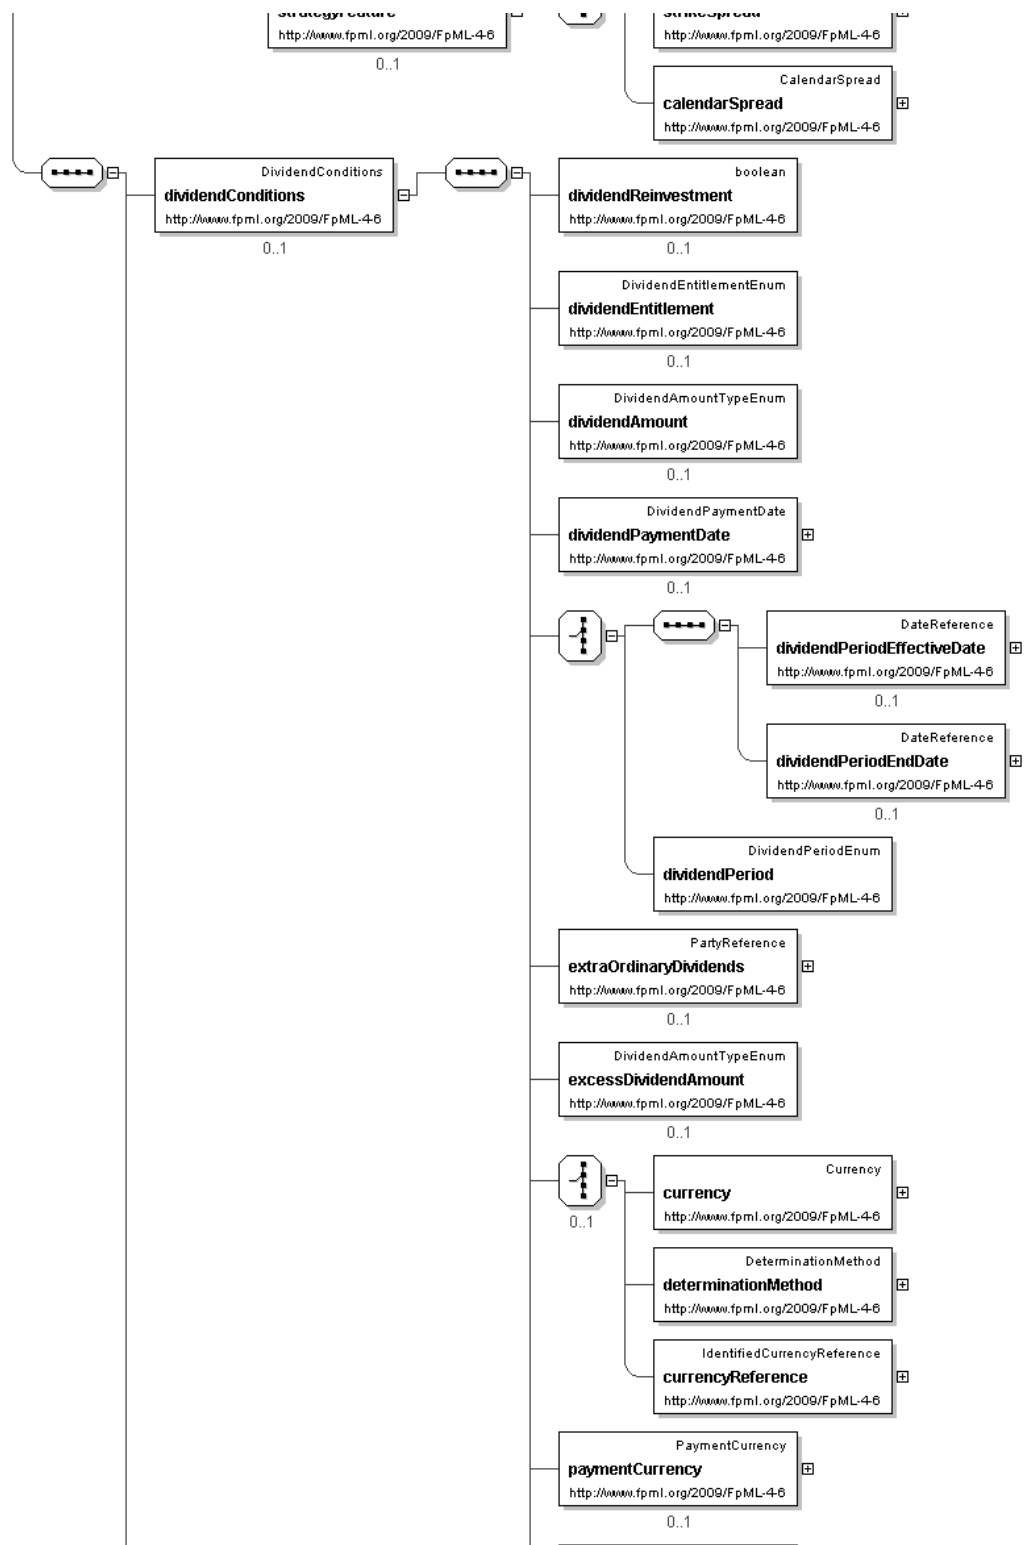 strategyFeature
http://www.fpml.org/2009/FpML-4-6
0..1
strikeSpread
http://www.fpml.org/2009/FpML-4-6
CalendarSpread
calendarSpread
http://www.fpml.org/2009/FpML-4-6
DividendConditions
dividendConditions
http://www.fpml.org/2009/FpML-4-6
0..1
boolean
dividendReinvestment
http://www.fpml.org/2009/FpML-4-6
0..1
DividendEntitlementEnum
dividendEntitlement
http://www.fpml.org/2009/FpML-4-6
0..1
DividendAmountTypeEnum
dividendAmount
http://www.fpml.org/2009/FpML-4-6
0..1
DividendPaymentDate
dividendPaymentDate
http://www.fpml.org/2009/FpML-4-6
0..1
DateReference
dividendPeriodEffectiveDate
http://www.fpml.org/2009/FpML-4-6
0..1
DateReference
dividendPeriodEndDate
http://www.fpml.org/2009/FpML-4-6
0..1
DividendPeriodEnum
dividendPeriod
http://www.fpml.org/2009/FpML-4-6
PartyReference
extraOrdinaryDividends
http://www.fpml.org/2009/FpML-4-6
0..1
DividendAmountTypeEnum
excessDividendAmount
http://www.fpml.org/2009/FpML-4-6
0..1
0..1
Currency
currency
http://www.fpml.org/2009/FpML-4-6
DeterminationMethod
determinationMethod
http://www.fpml.org/2009/FpML-4-6
IdentifiedCurrencyReference
currencyReference
http://www.fpml.org/2009/FpML-4-6
PaymentCurrency
paymentCurrency
http://www.fpml.org/2009/FpML-4-6
0..1